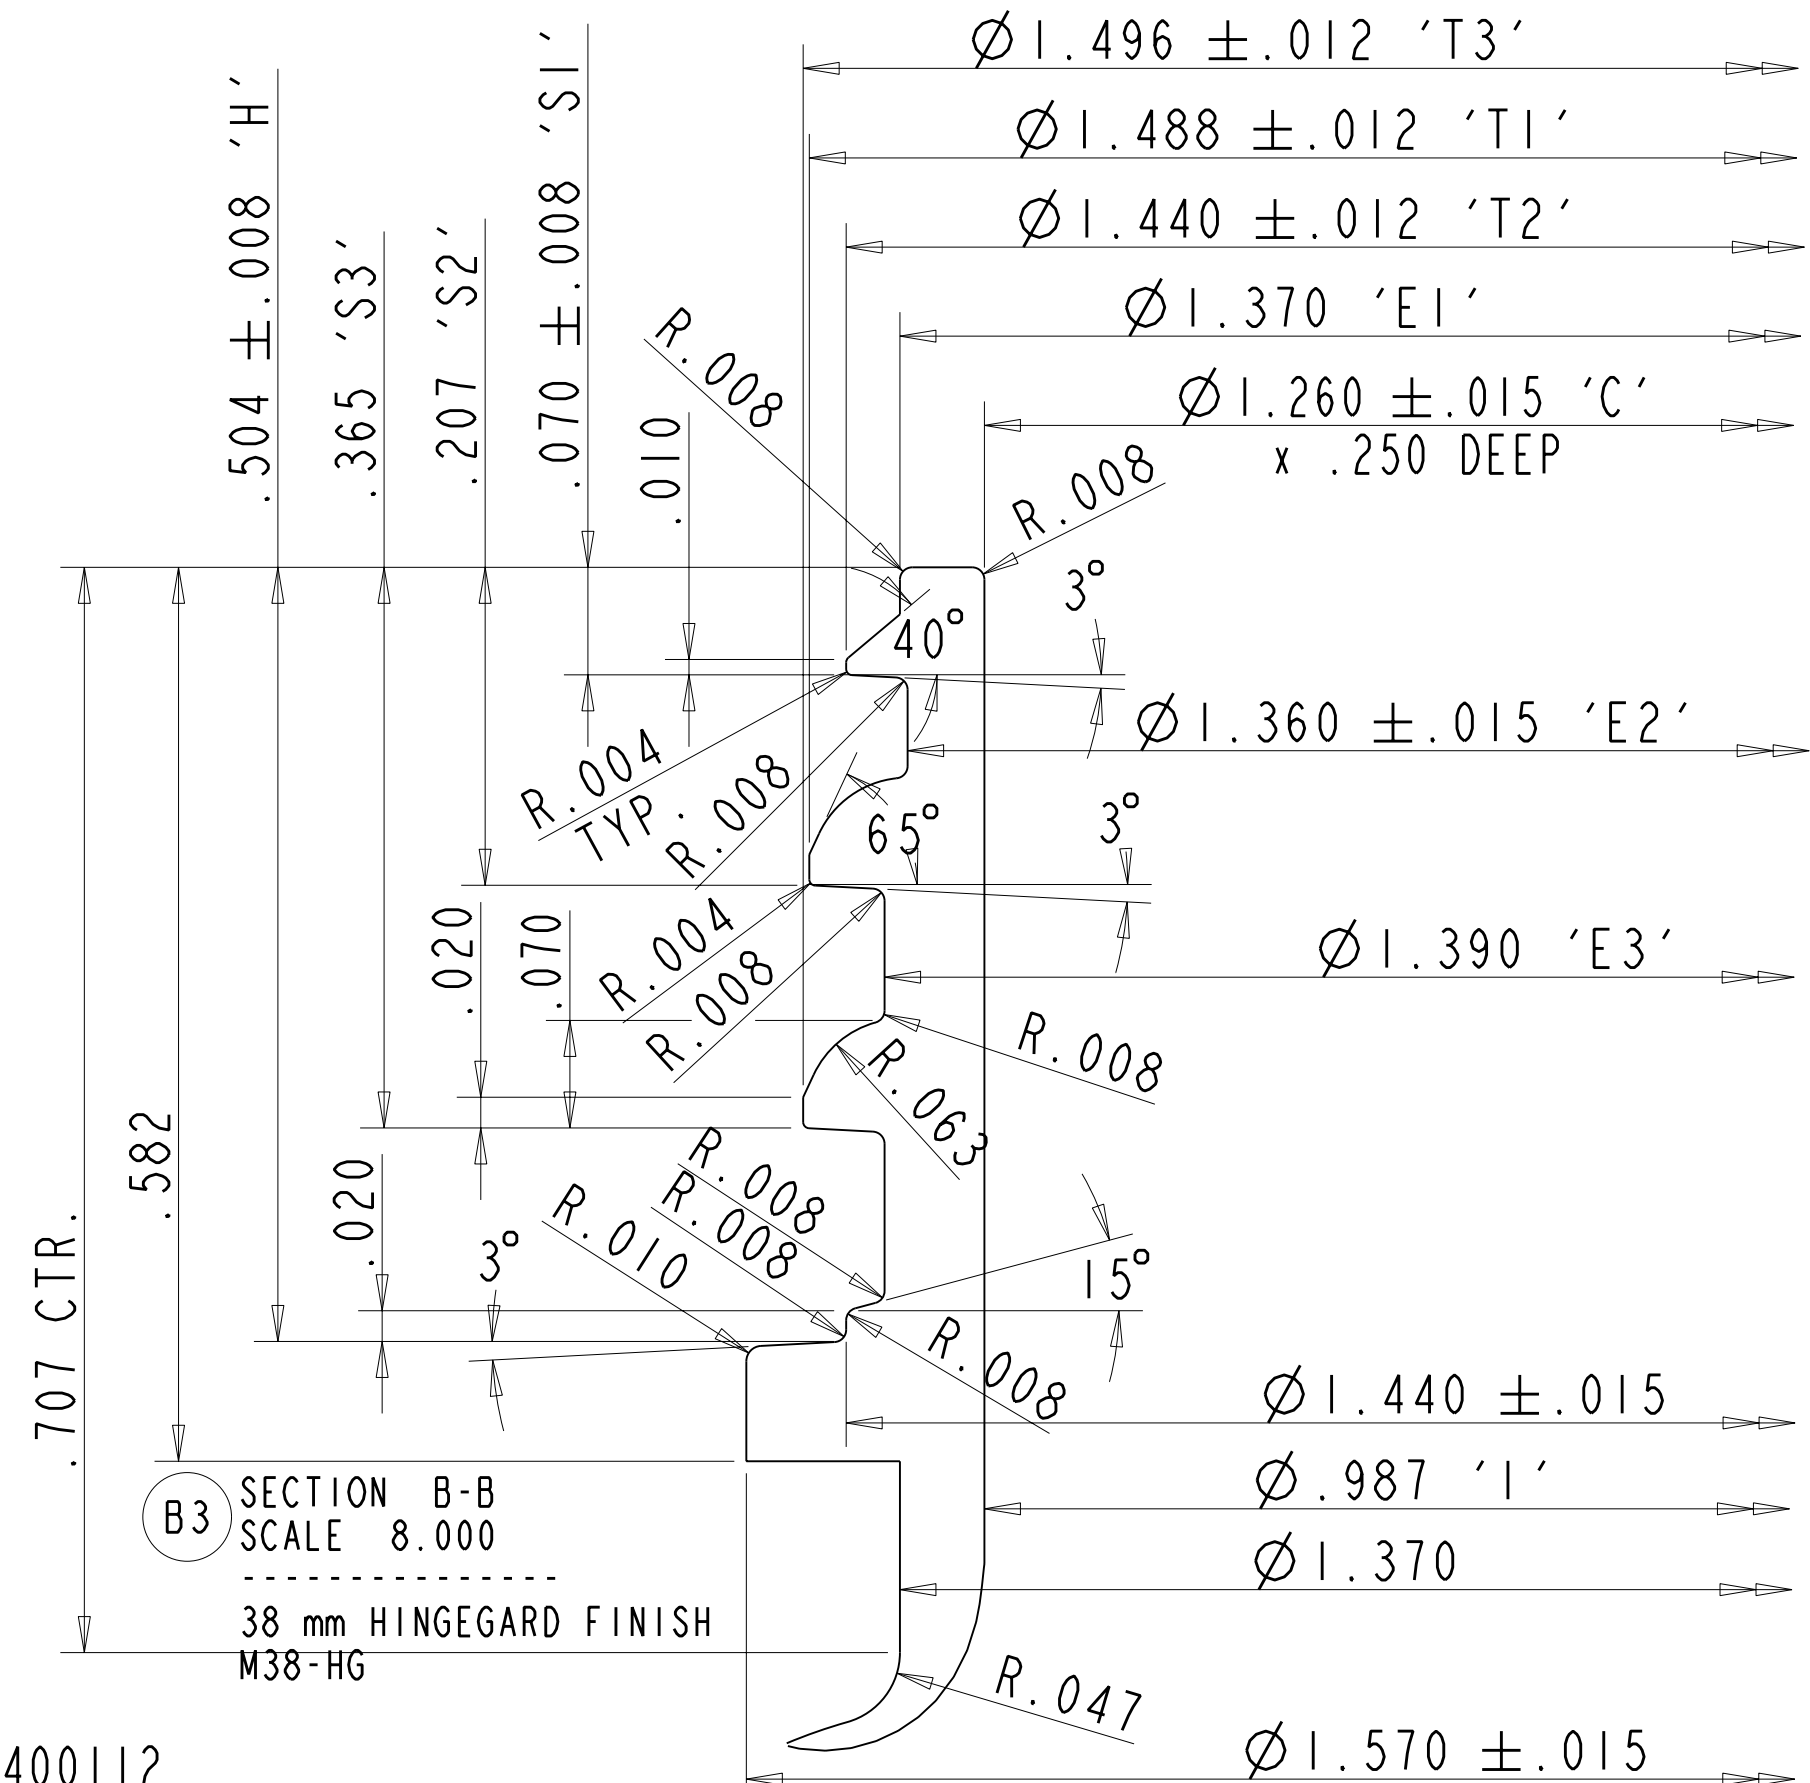 Ø1.496 ±.012 'T3'
Ø1.488 ±.012 'T1'
Ø1.440 ±.012 'T2'
Ø1.370 'E1'
Ø1.260 ±.015 'C'
x .250 DEEP
.504 ±.008 'H'
.365 'S3'
.207 'S2'
.070 ±.008 'S1'
.010
R.008
R.008
3°
40°
Ø1.360 ±.015 'E2'
R.004
TYP.
R.008
65°
3°
Ø1.390 'E3'
.020
.070
R.004
R.008
R.008
R.063
.582
.707 CTR.
.020
3°
R.008
R.008
R.010
15°
R.008
Ø1.440 ±.015
Ø.987 'I'
Ø1.370
B3
SECTION B-B
SCALE 8.000
---------------
38 mm HINGEGARD FINISH
M38-HG
R.047
Ø1.570 ±.015